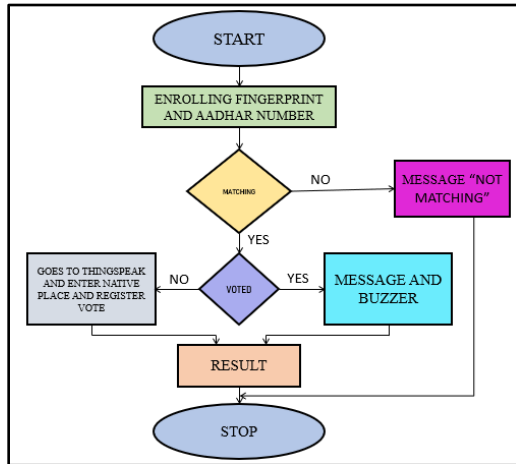 START
ENROLLING FINGERPRINT
AND AADHAR NUMBER
MATCHING
NO
MESSAGE “NOT
MATCHING”
YES
GOES TO THINGSPEAK
AND ENTER NATIVE
PLACE AND REGISTER
VOTE
NO
VOTED
YES
MESSAGE AND
BUZZER
RESULT
STOP